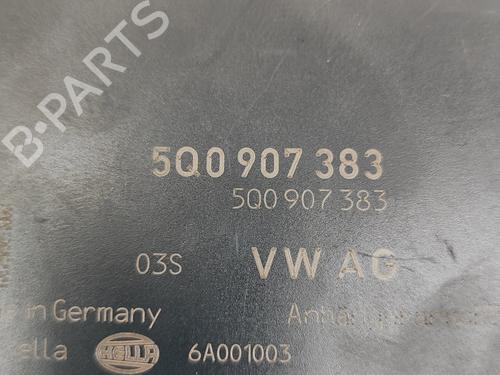 B-PARTS
5Q0 907 383
5Q0 907 383
03S VW AG
in Germany
ella HELLA 6A001003